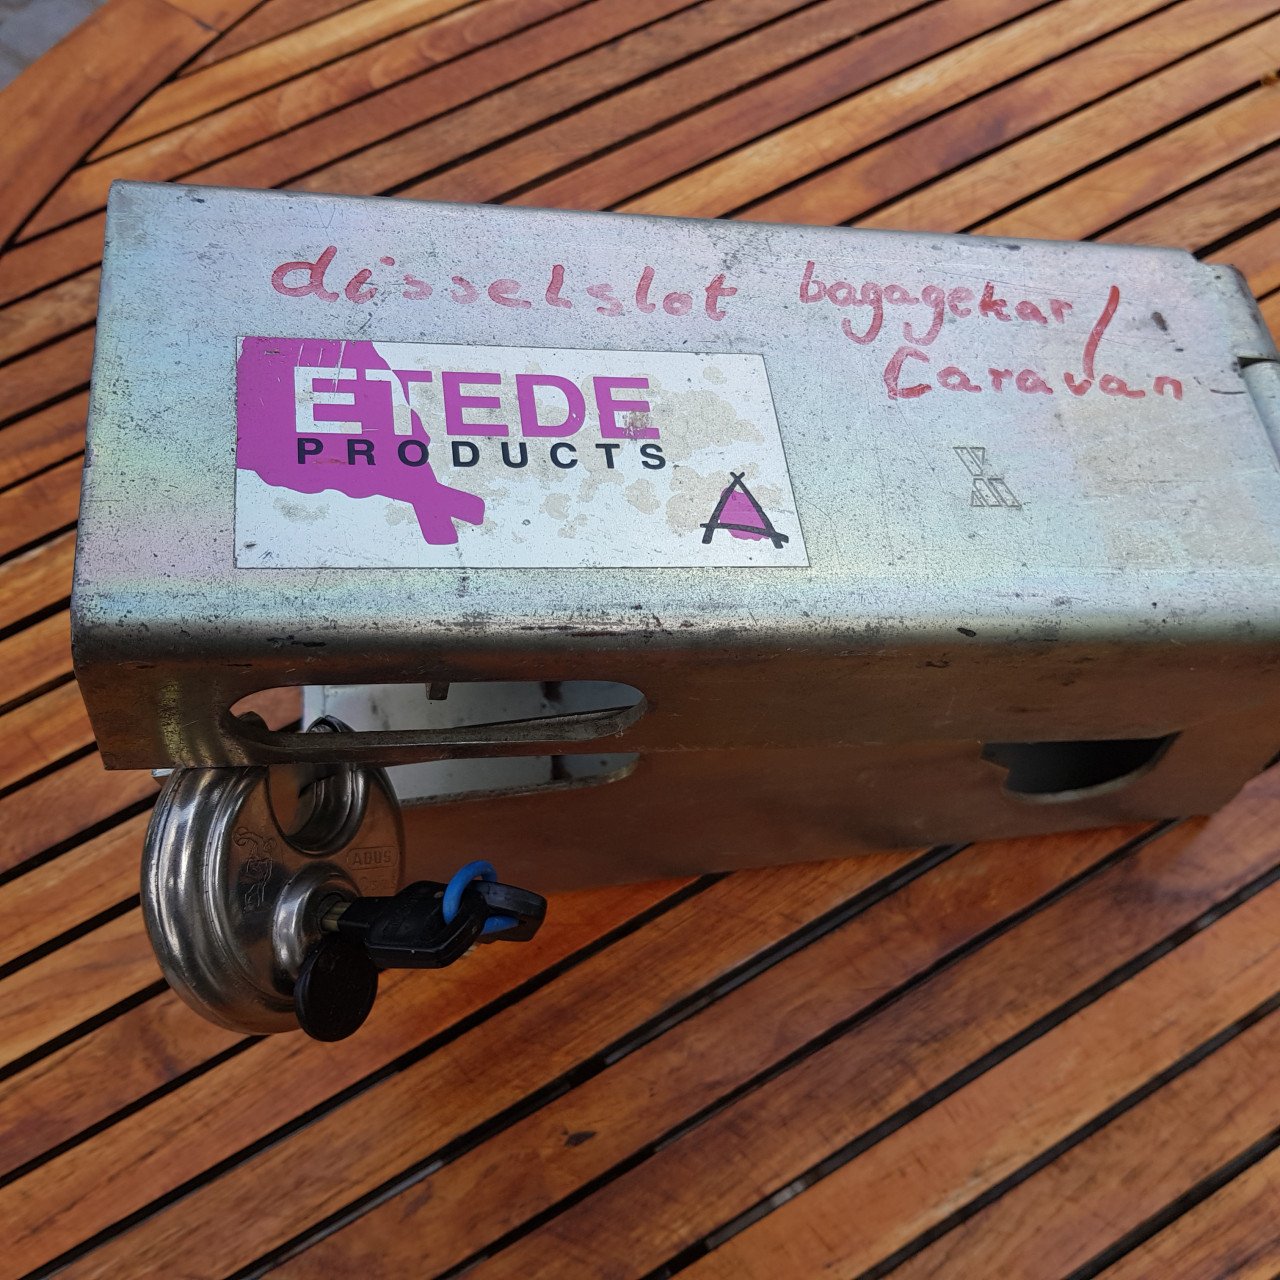 disselslot bagagekar/
Caravan
ETEDE
PRODUCTS
ABUS